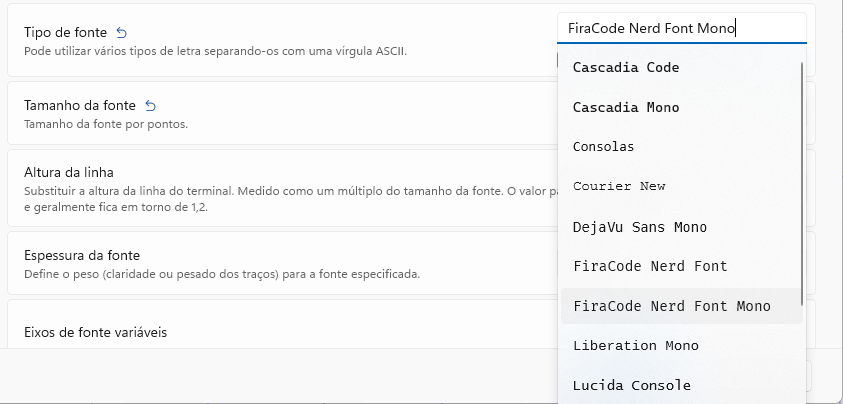 Tipo de fonte
Pode utilizar vários tipos de letra separando-os com uma vírgula ASCII.
Tamanho da fonte
Tamanho da fonte por pontos.
Altura da linha
Substituir a altura da linha do terminal. Medido como um múltiplo do tamanho da fonte. O valor
e geralmente fica em torno de 1,2.
Espessura da fonte
Define o peso (claridade ou pesado dos traços) para a fonte especificada.
Eixos de fonte variáveis
FiraCode Nerd Font Mono
Cascadia Code
Cascadia Mono
Consolas
Courier New
DejaVu Sans Mono
FiraCode Nerd Font
FiraCode Nerd Font Mono
Liberation Mono
Lucida Console